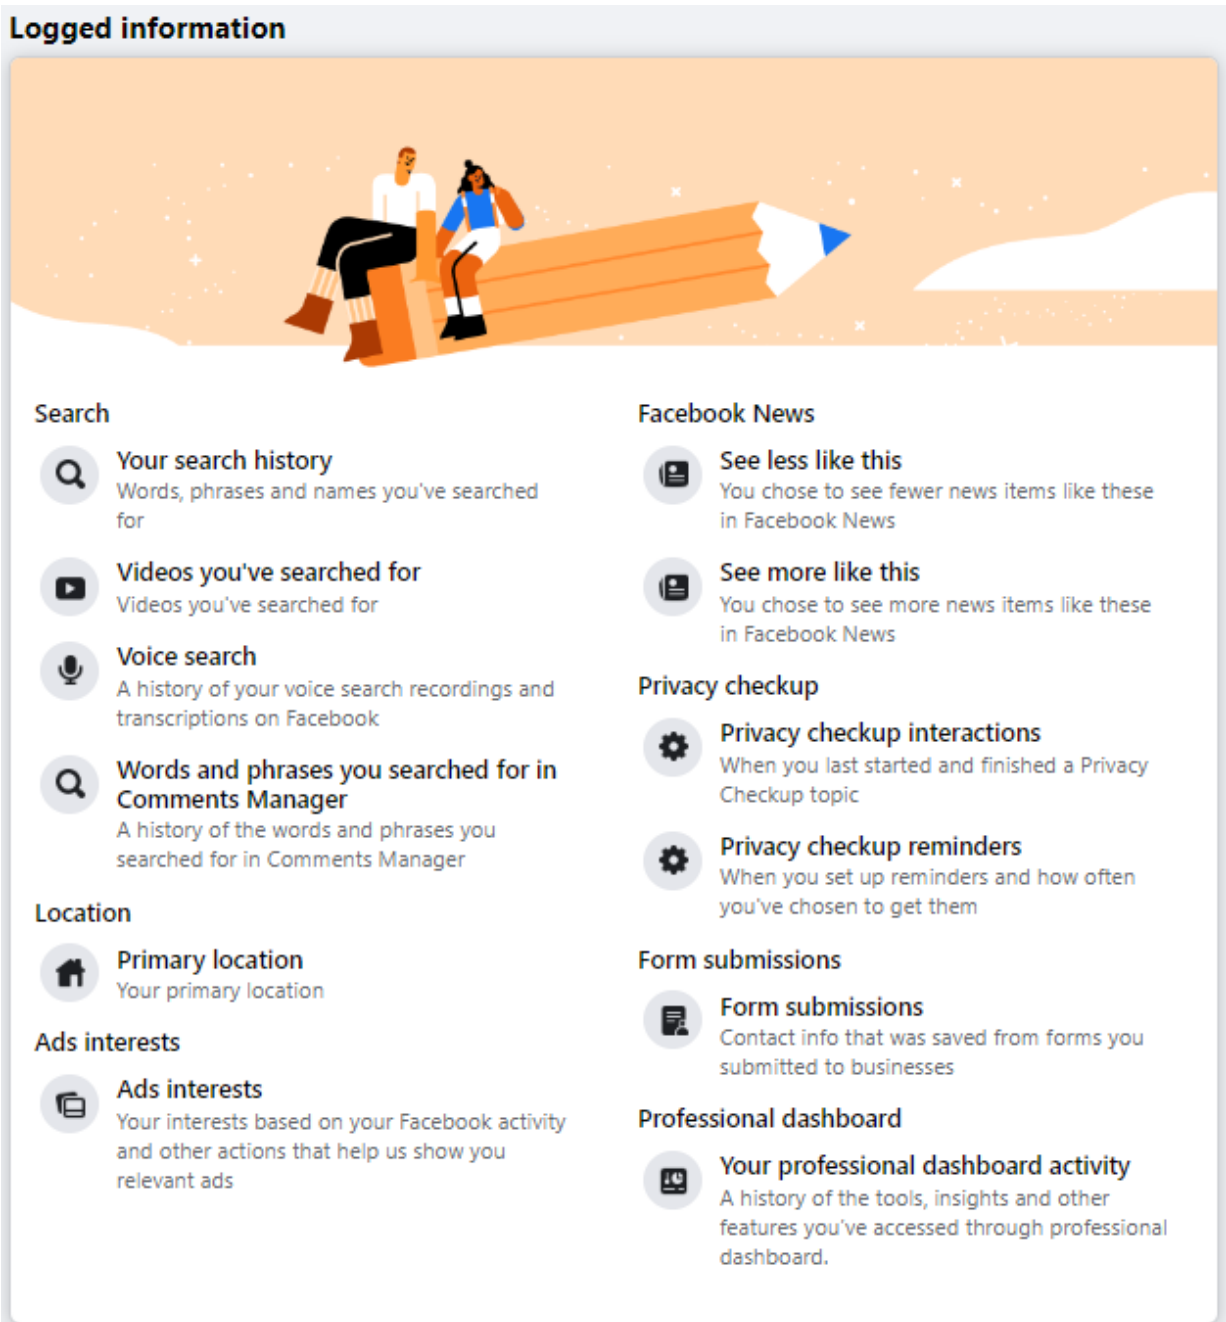 Logged information
Search
Your search history
Words, phrases and names you've searched
for
Videos you've searched for
Videos you've searched for
Voice search
A history of your voice search recordings and
transcriptions on Facebook
Words and phrases you searched for in
Comments Manager
A history of the words and phrases you
searched for in Comments Manager
Location
Primary location
Your primary location
Ads interests
Ads interests
Your interests based on your Facebook activity
and other actions that help us show you
relevant ads
Facebook News
See less like this
You chose to see fewer news items like these
in Facebook News
See more like this
You chose to see more news items like these
in Facebook News
Privacy checkup
Privacy checkup interactions
When you last started and finished a Privacy
Checkup topic
Privacy checkup reminders
When you set up reminders and how often
you've chosen to get them
Form submissions
Form submissions
Contact info that was saved from forms you
submitted to businesses
Professional dashboard
Your professional dashboard activity
A history of the tools, insights and other
features you've accessed through professional
dashboard.